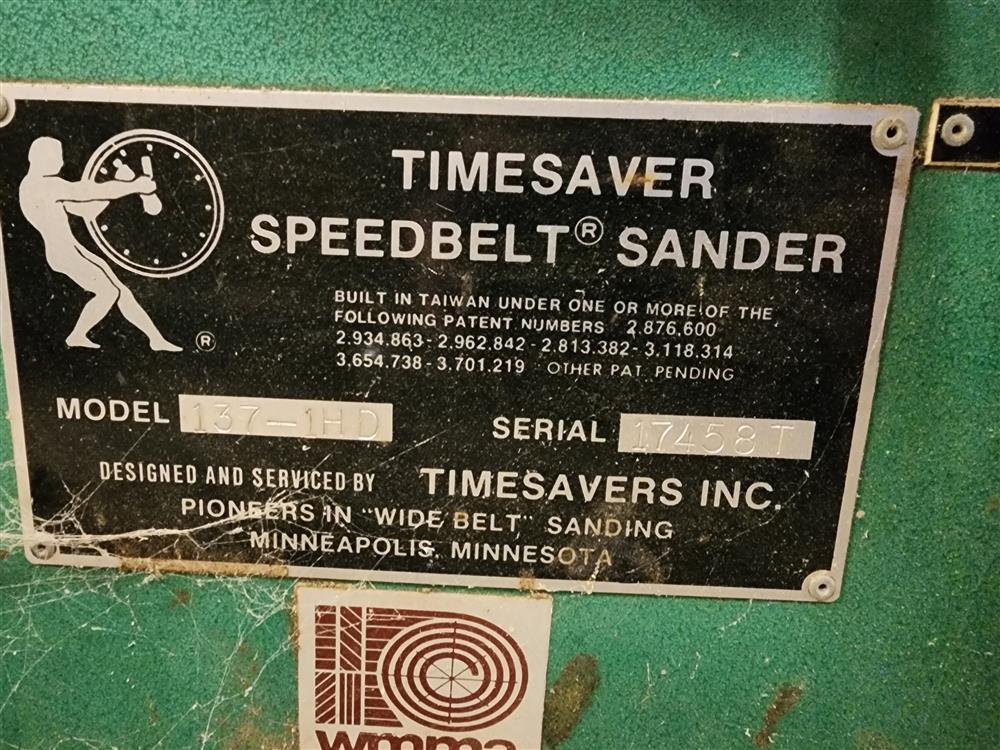 TIMESAVER
SPEEDBELT® SANDER
BUILT IN TAIWAN UNDER ONE OR MORE OF THE
FOLLOWING PATENT NUMBERS 2,876,600
2.934.863 - 2.962.842 - 2.813.382 - 3.118.314
3,654.738 - 3.701.219 OTHER PAT. PENDING
®
MODEL 137-1HD
SERIAL 17458T
DESIGNED AND SERVICED BY TIMESAVERS INC.
PIONEERS IN "WIDE BELT" SANDING
MINNEAPOLIS, MINNESOTA
wmma